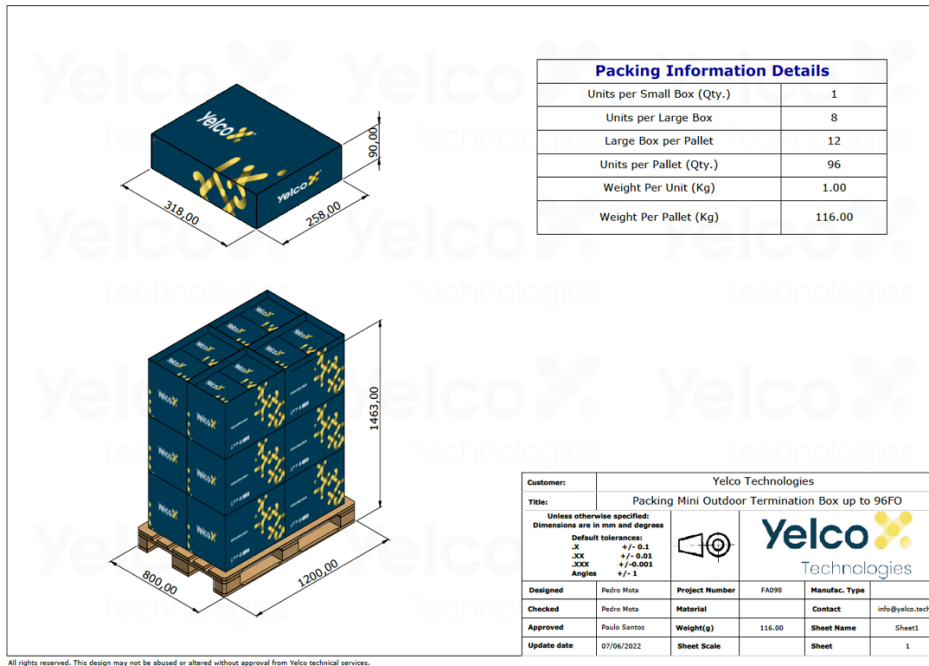 Packing Information Details
Units per Small Box (Qty.) 1
Units per Large Box 8
Large Box per Pallet 12
Units per Pallet (Qty.) 96
Weight Per Unit (Kg) 1.00
Weight Per Pallet (Kg) 116.00
Yelco
Yelco
90,00
318,00
258,00
1463,00
800,00
1200,00
Customer: Yelco Technologies
Title: Packing Mini Outdoor Termination Box up to 96FO
Unless otherwise specified:
Dimensions are in mm and degrees
Default tolerances:
.X +/- 0.1
.XX +/- 0.01
.XXX +/-0.001
Angles +/- 1
Yelco
Technologies
Designed Pedro Mota Project Number FA098 Manufac. Type
Checked Pedro Mota Material Contact info@yelco.tech
Approved Paulo Santos Weight(g) 116.00 Sheet Name Sheet1
Update date 07/06/2022 Sheet Scale Sheet 1
All rights reserved. This design may not be abused or altered without approval from Yelco technical services.